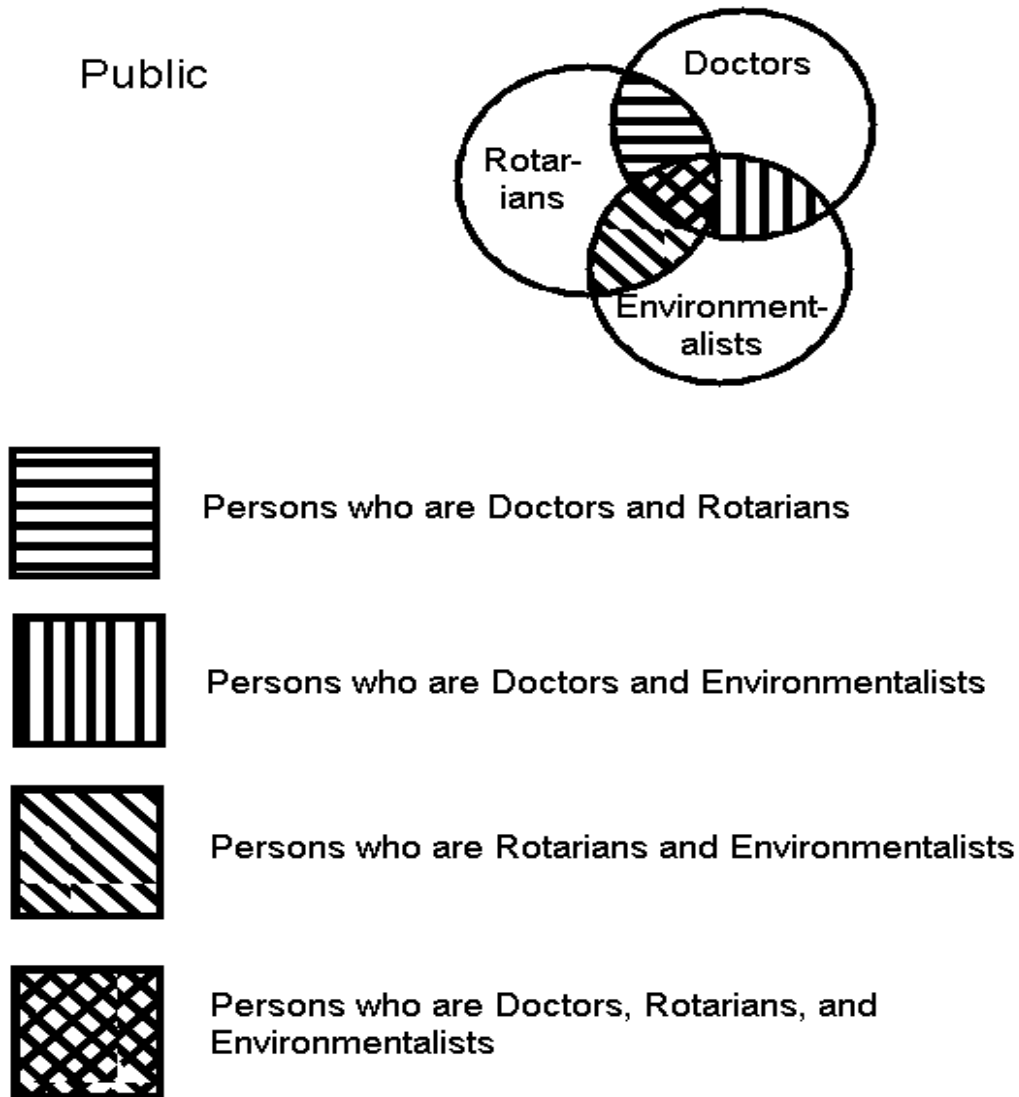 Public
Doctors
Rotar-
ians
Environment-
alists
Persons who are Doctors and Rotarians
Persons who are Doctors and Environmentalists
Persons who are Rotarians and Environmentalists
Persons who are Doctors, Rotarians, and
Environmentalists